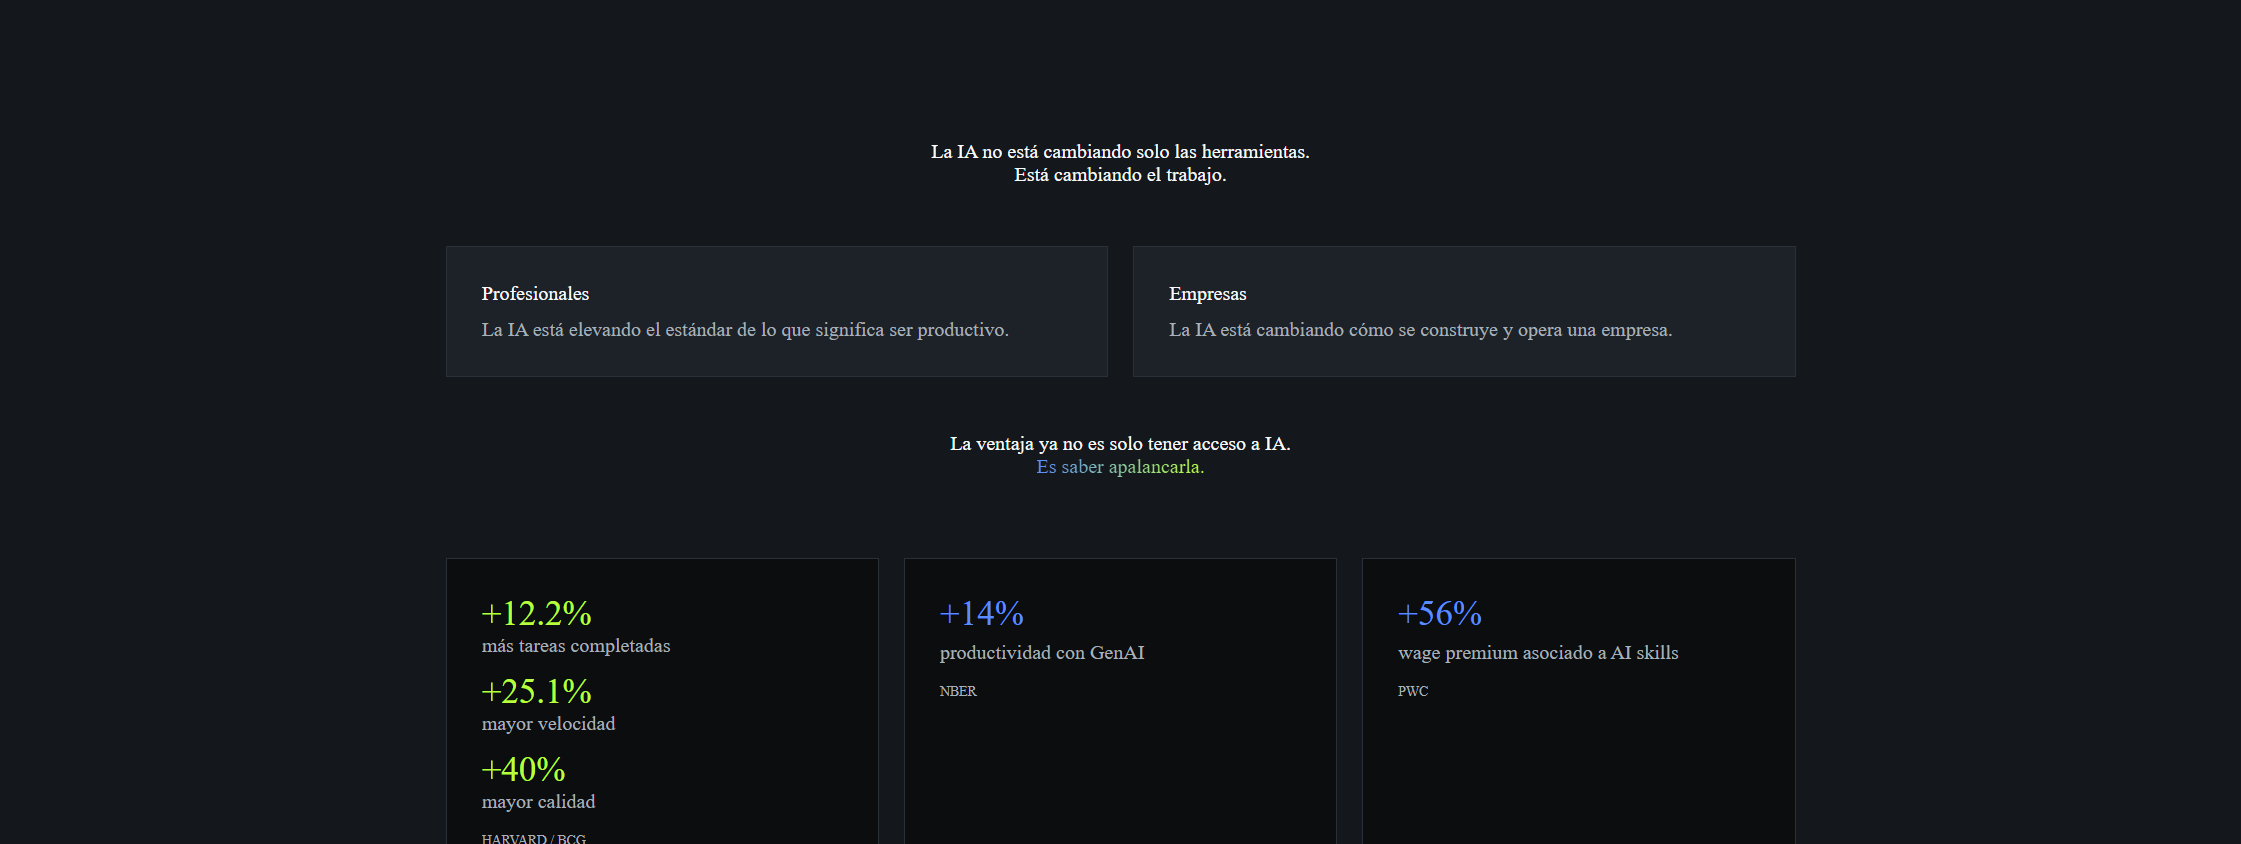 La IA no está cambiando solo las herramientas.
Está cambiando el trabajo.
Profesionales
La IA está elevando el estándar de lo que significa ser productivo.
Empresas
La IA está cambiando cómo se construye y opera una empresa.
La ventaja ya no es solo tener acceso a IA.
Es saber apalancarla.
+12.2%
más tareas completadas
+25.1%
mayor velocidad
+40%
mayor calidad
HARVARD / BCG
+14%
productividad con GenAI
NBER
+56%
wage premium asociado a AI skills
PWC